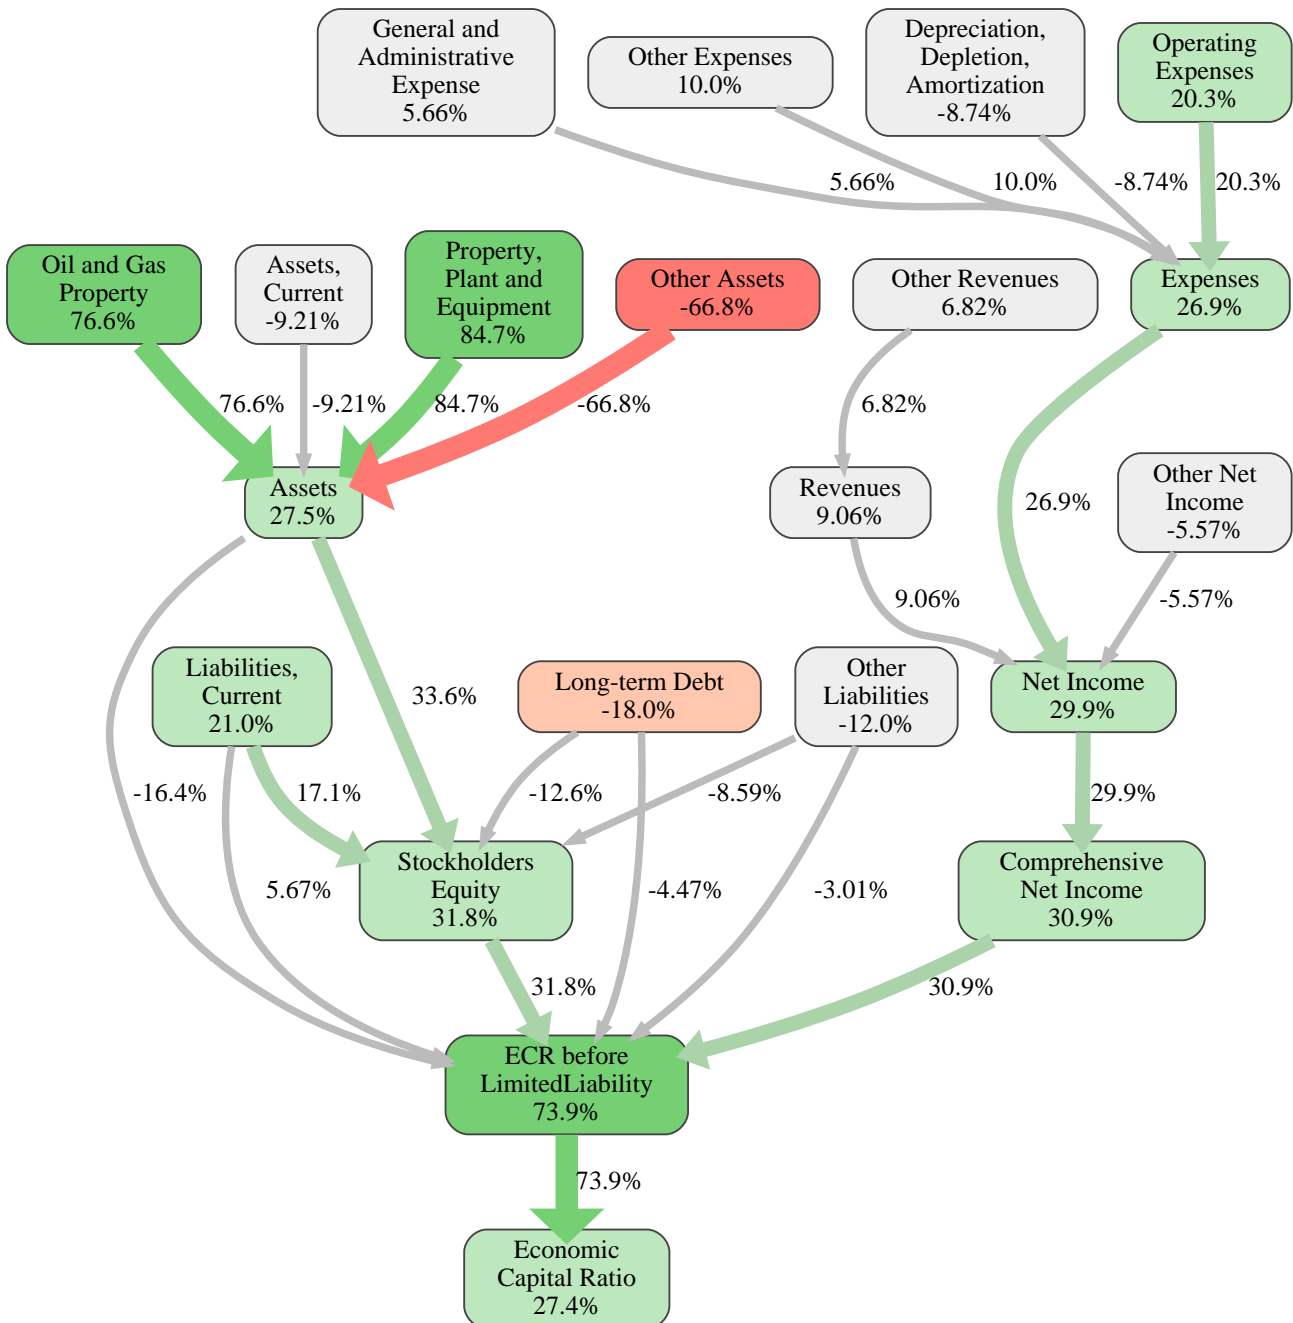 General and
Administrative
Expense
5.66%
Other Expenses
10.0%
Depreciation,
Depletion,
Amortization
-8.74%
Operating
Expenses
20.3%
5.66%
10.0%
-8.74%
20.3%
Oil and Gas
Property
76.6%
Assets,
Current
-9.21%
Property,
Plant and
Equipment
84.7%
Other Assets
-66.8%
Other Revenues
6.82%
Expenses
26.9%
76.6%
-9.21%
84.7%
-66.8%
6.82%
26.9%
Assets
27.5%
Revenues
9.06%
Other Net
Income
-5.57%
9.06%
-5.57%
Liabilities,
Current
21.0%
33.6%
Long-term Debt
-18.0%
Other
Liabilities
-12.0%
Net Income
29.9%
-16.4%
17.1%
-12.6%
-8.59%
29.9%
5.67%
Stockholders
Equity
31.8%
-4.47%
-3.01%
Comprehensive
Net Income
30.9%
31.8%
30.9%
ECR before
LimitedLiability
73.9%
73.9%
Economic
Capital Ratio
27.4%